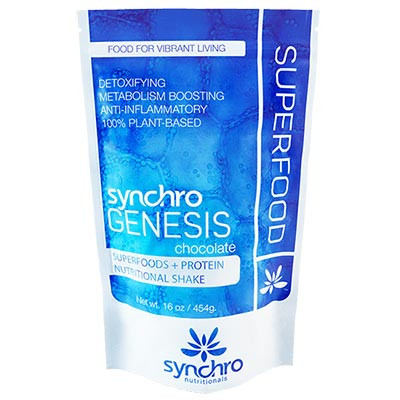 FOOD FOR VIBRANT LIVING
DETOXIFYING
METABOLISM BOOSTING
ANTI-INFLAMMATORY
100% PLANT-BASED
SUPERFOOD
synchro
GENESIS
chocolate
SUPERFOODS + PROTEIN
NUTRITIONAL SHAKE
Net wt. 16 oz / 454g.
synchro
nutritionals